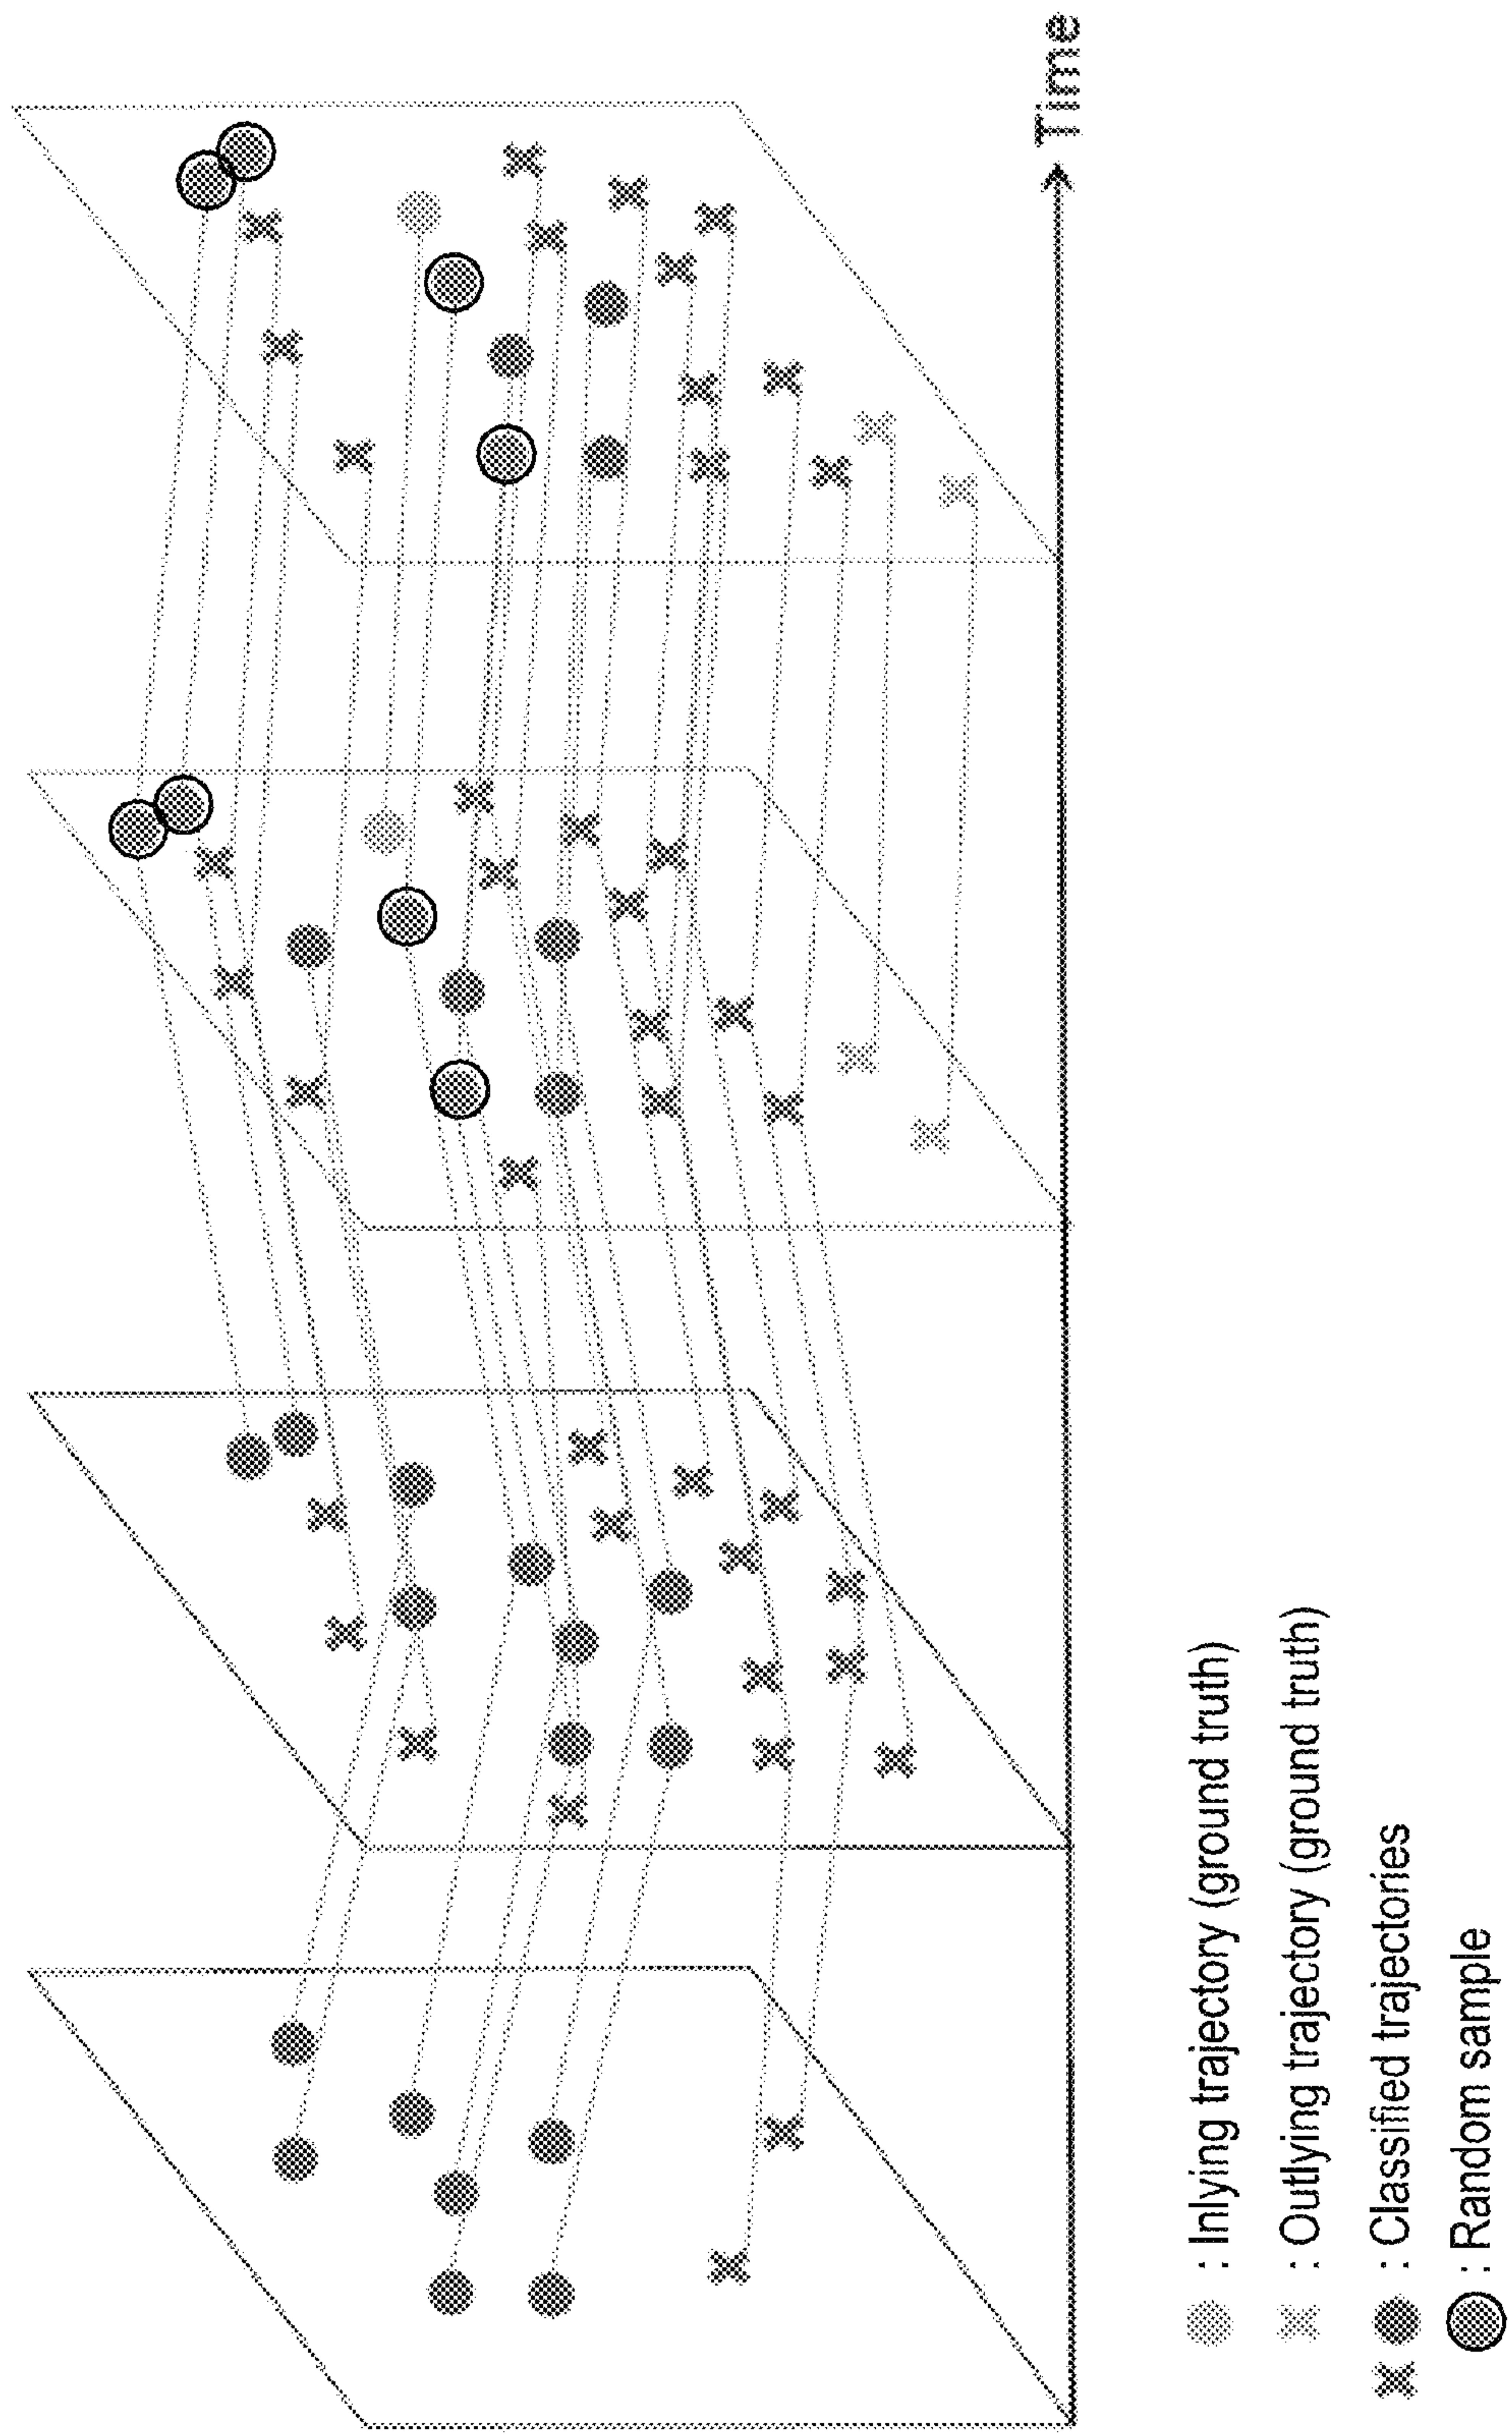 Time
: Inlying trajectory (ground truth)
: Outlying trajectory (ground truth)
: Classified trajectories
: Random sample